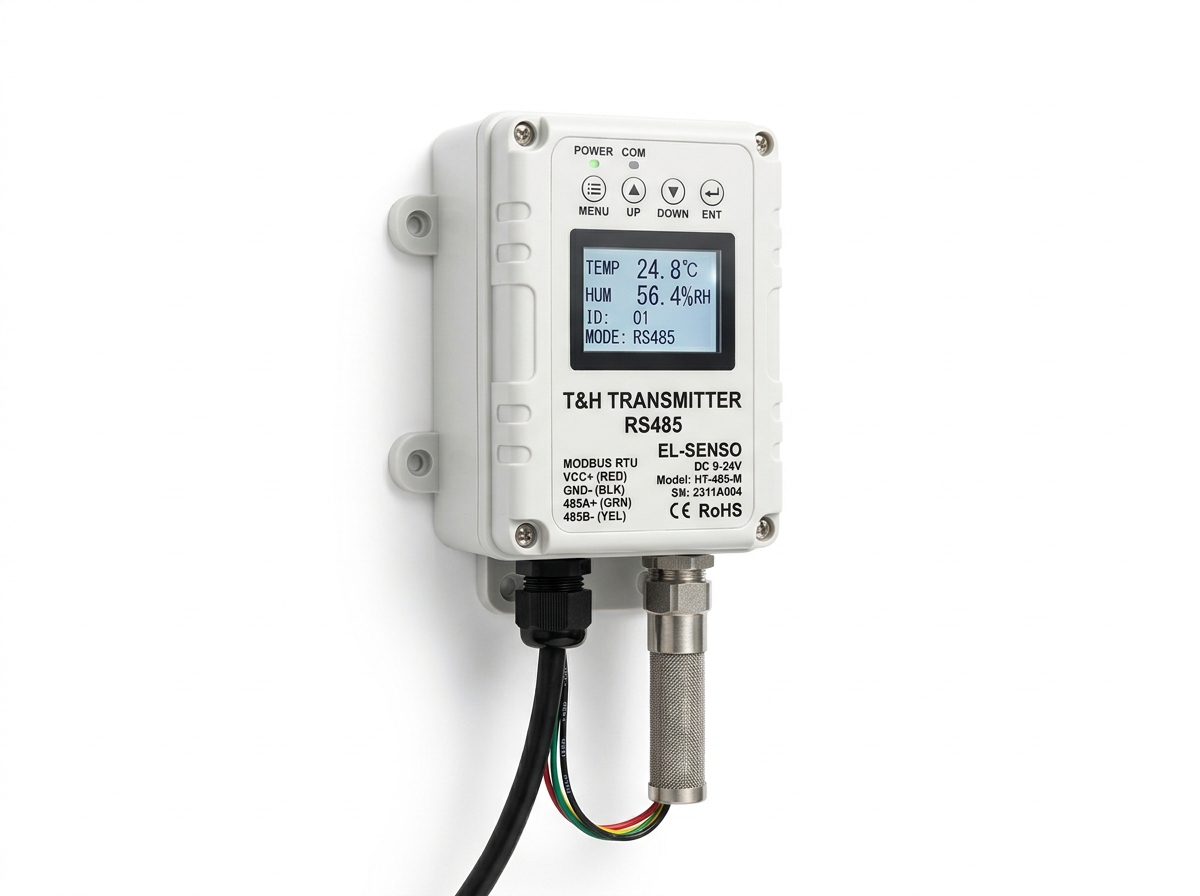 POWER COM
MENU UP DOWN ENT
TEMP 24.8°C
HUM 56.4%RH
ID: 01
MODE: RS485
T&H TRANSMITTER
RS485
EL-SENSO
MODBUS RTU
VCC+ (RED)
GND- (BLK)
485A+ (GRN)
485B- (YEL)
DC 9-24V
Model: HT-485-M
SM: 2311A004
CE RoHS